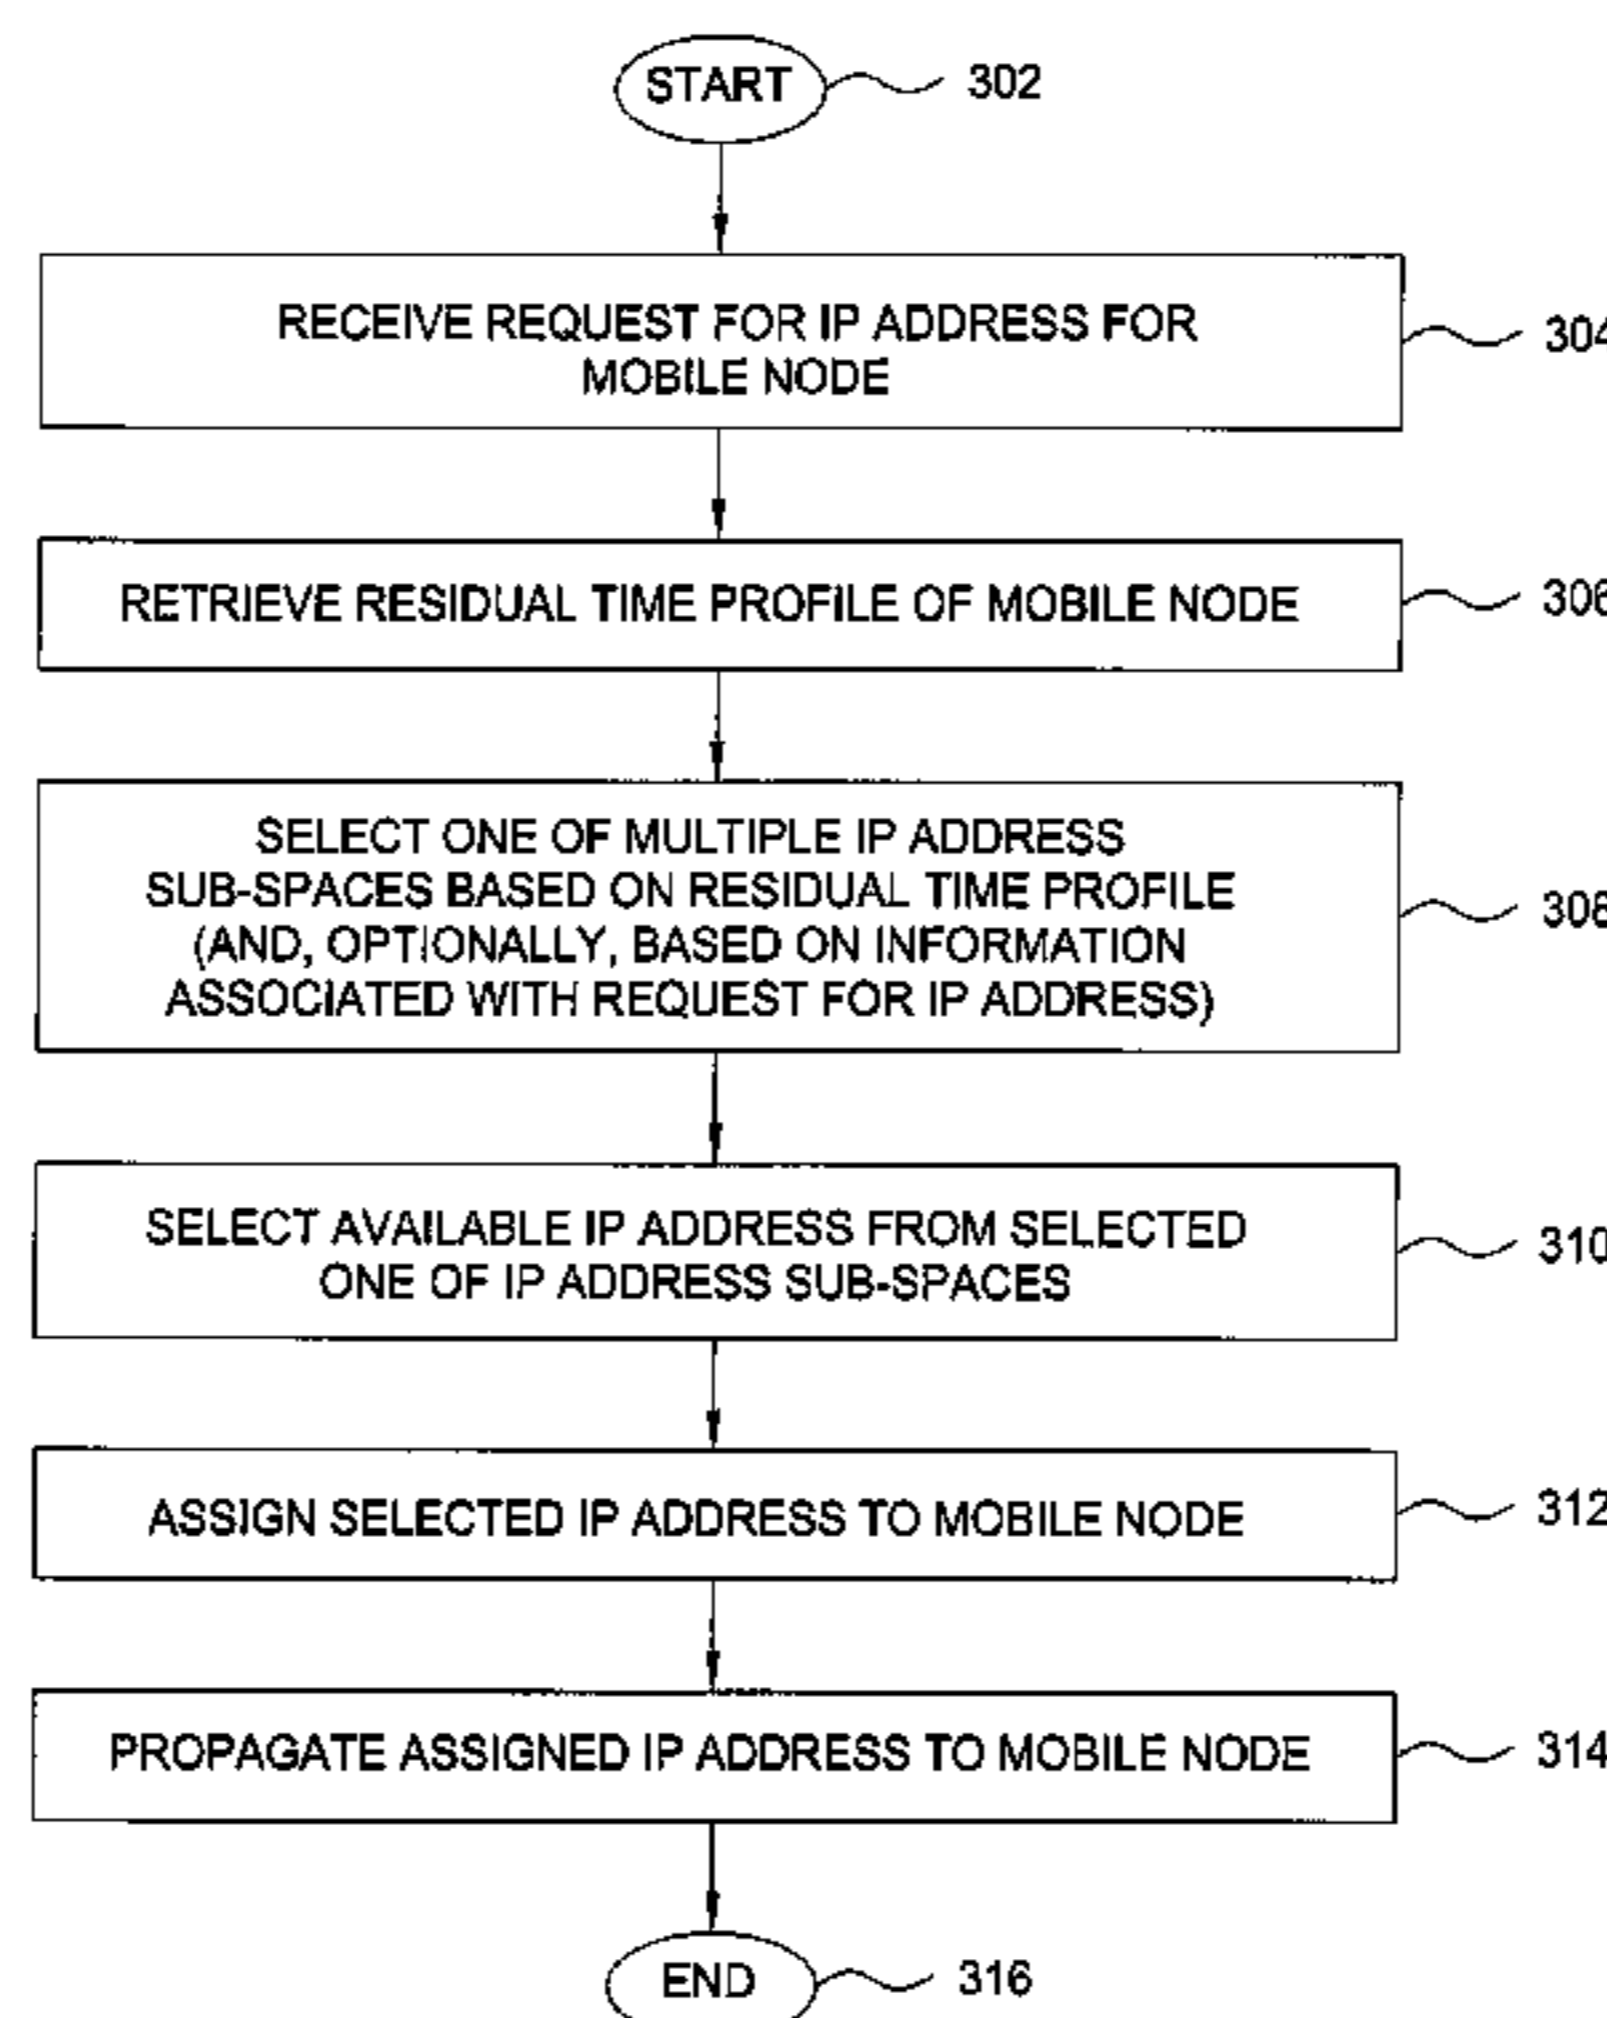 START
302
RECEIVE REQUEST FOR IP ADDRESS FOR
MOBILE NODE
304
RETRIEVE RESIDUAL TIME PROFILE OF MOBILE NODE
306
SELECT ONE OF MULTIPLE IP ADDRESS
SUB-SPACES BASED ON RESIDUAL TIME PROFILE
(AND, OPTIONALLY, BASED ON INFORMATION
ASSOCIATED WITH REQUEST FOR IP ADDRESS)
308
SELECT AVAILABLE IP ADDRESS FROM SELECTED
ONE OF IP ADDRESS SUB-SPACES
310
ASSIGN SELECTED IP ADDRESS TO MOBILE NODE
312
PROPAGATE ASSIGNED IP ADDRESS TO MOBILE NODE
314
END
316